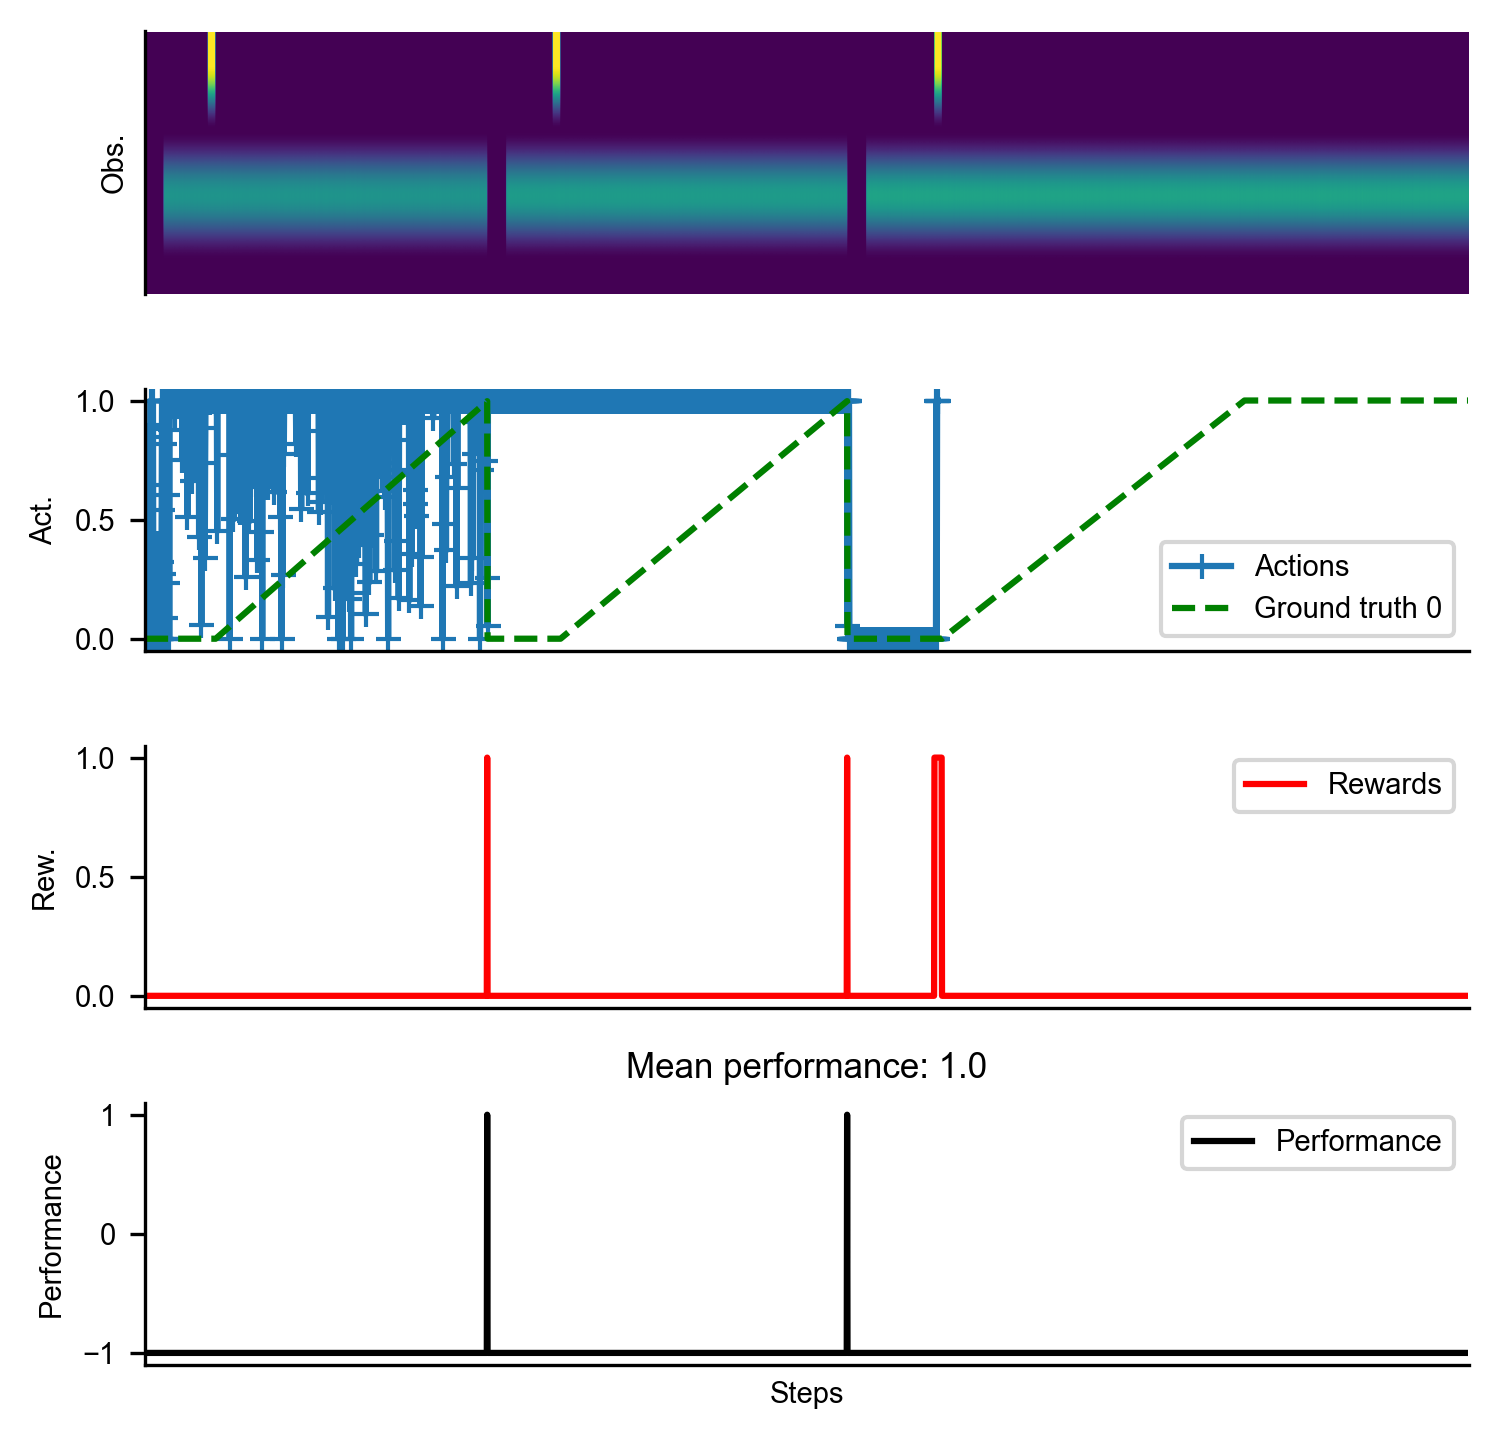 Obs.
Act.
1.0
0.5
0.0
Actions
Ground truth 0
Rew.
1.0
0.5
0.0
Rewards
Mean performance: 1.0
Performance
1
0
−1
Performance
Steps